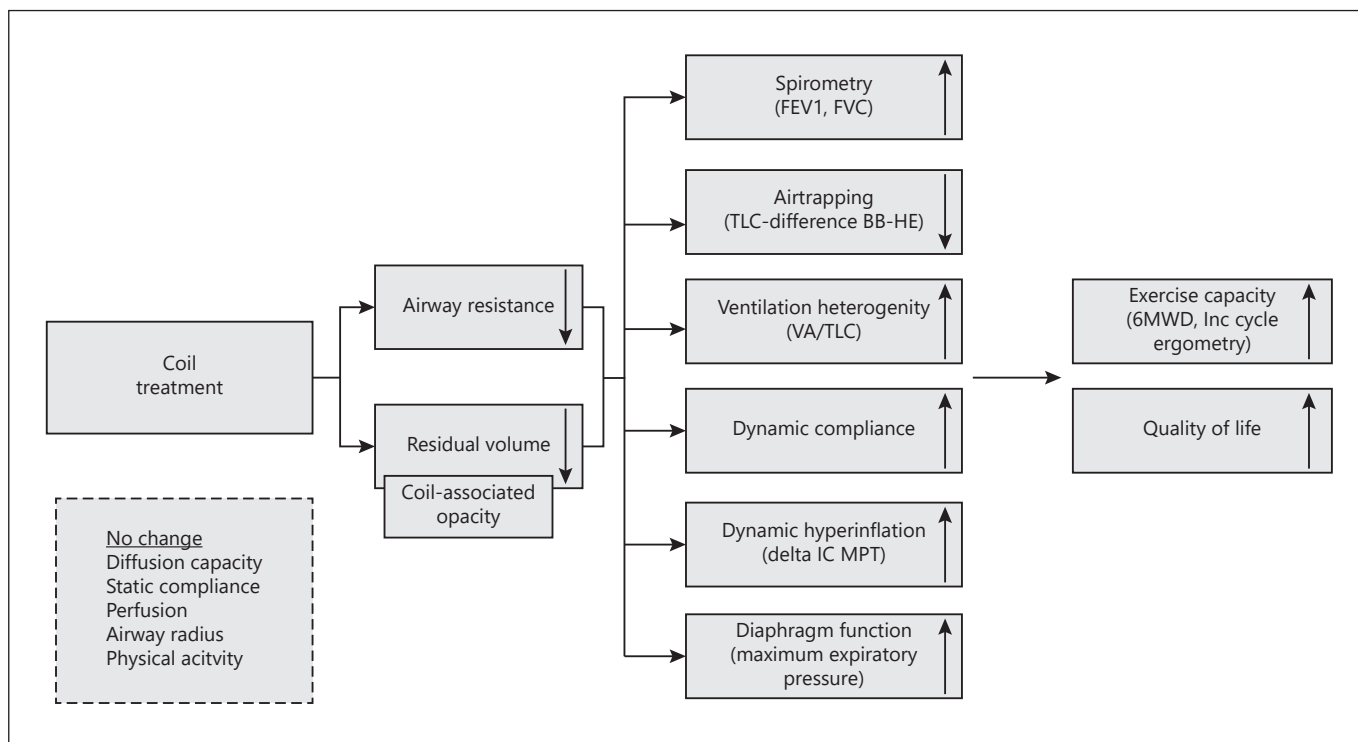 Coil
treatment
No change
Diffusion capacity
Static compliance
Perfusion
Airway radius
Physical acitvity
Airway resistance
Residual volume
Coil-associated
opacity
Spirometry
(FEV1, FVC)
Airtrapping
(TLC-difference BB-HE)
Ventilation heterogenity
(VA/TLC)
Dynamic compliance
Dynamic hyperinflation
(delta IC MPT)
Diaphragm function
(maximum expiratory
pressure)
Exercise capacity
(6MWD, Inc cycle
ergometry)
Quality of life